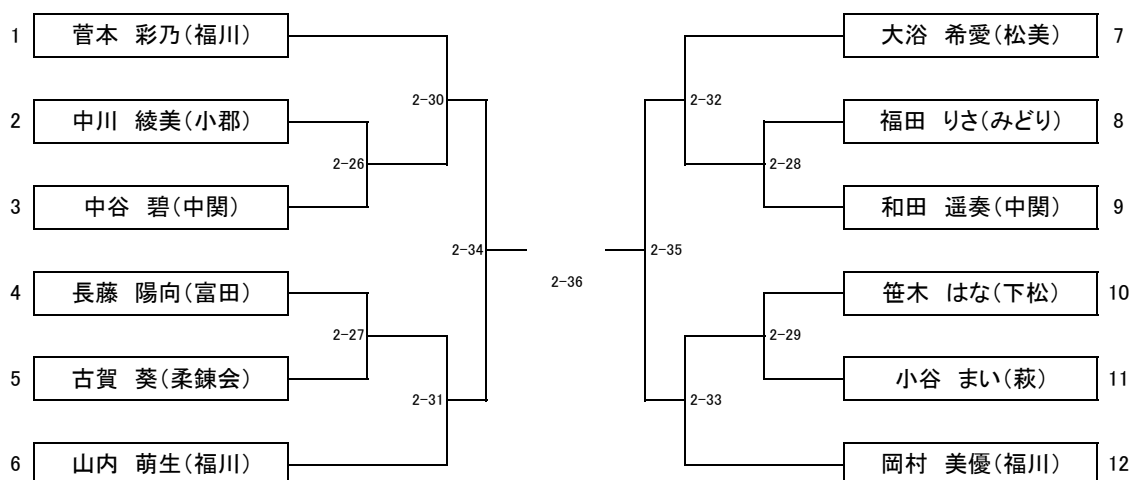 1 菅本 彩乃(福川)
2 中川 綾美(小郡)
3 中谷 碧(中関)
4 長藤 陽向(富田)
5 古賀 葵(柔錬会)
6 山内 萌生(福川)
2-26
2-27
2-30
2-31
2-34
2-36
2-35
2-32
2-33
2-28
2-29
大浴 希愛(松美) 7
福田 りさ(みどり) 8
和田 遥奏(中関) 9
笹木 はな(下松) 10
小谷 まい(萩) 11
岡村 美優(福川) 12